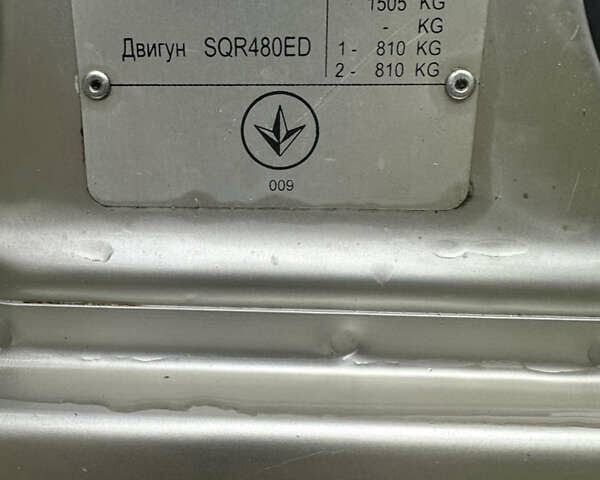 1505 KG
- KG
Двигун SQR480ED 1 - 810 KG
2 - 810 KG
009